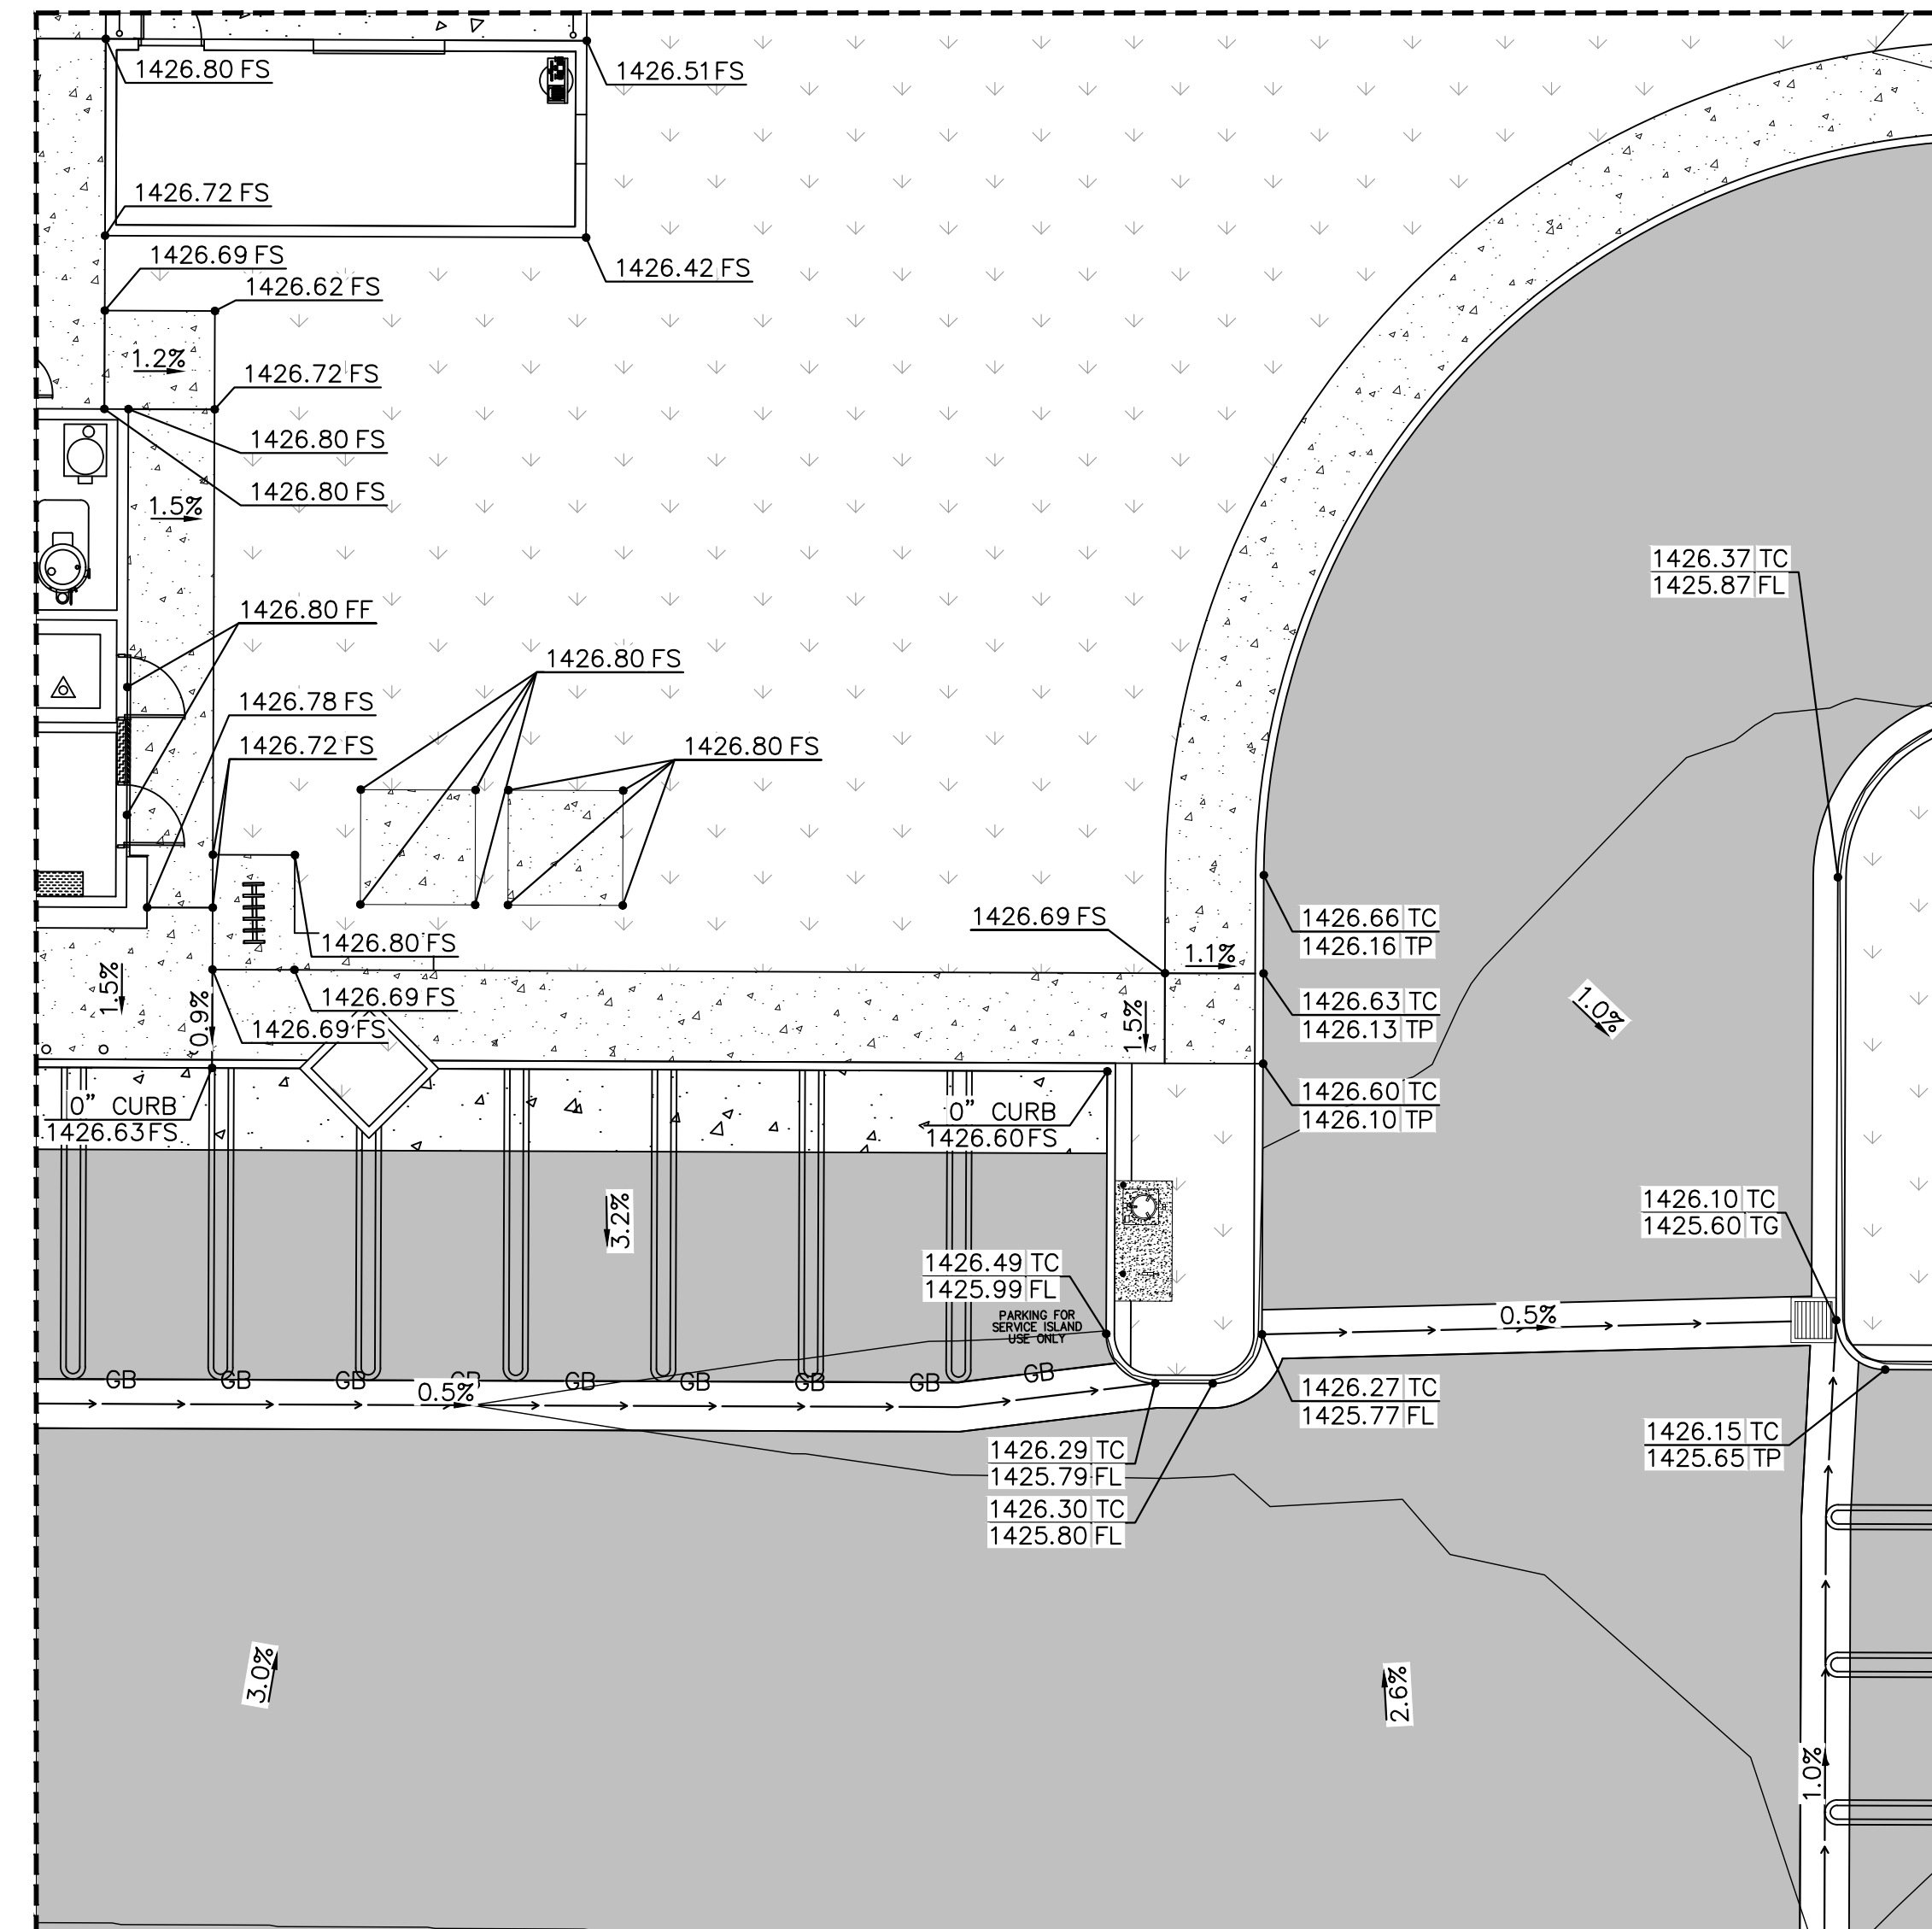 1426.80 FS
1426.51 FS
1426.72 FS
1426.69 FS
1426.62 FS
1426.42 FS
1.2%
1426.72 FS
1426.80 FS
1426.80 FS
1.5%
1426.37 TC
1425.87 FL
1426.80 FF
1426.80 FS
1426.78 FS
1426.72 FS
1426.80 FS
1426.69 FS
1426.66 TC
1426.16 TP
1426.80 FS
1.1%
1.5%
0.9%
1426.69 FS
1426.69 FS
1.5%
1426.63 TC
1426.13 TP
1.0%
0” CURB
1426.63 FS
0” CURB
1426.60 FS
1426.60 TC
1426.10 TP
3.2%
1426.10 TC
1425.60 TG
1426.49 TC
1425.99 FL
PARKING FOR
SERVICE ISLAND
USE ONLY
0.5%
GB
GB
GB
GB
GB
GB
GB
GB
GB
0.5%
1426.27 TC
1425.77 FL
1426.29 TC
1425.79 FL
1426.15 TC
1425.65 TP
1426.30 TC
1425.80 FL
3.0%
2.6%
1.0%